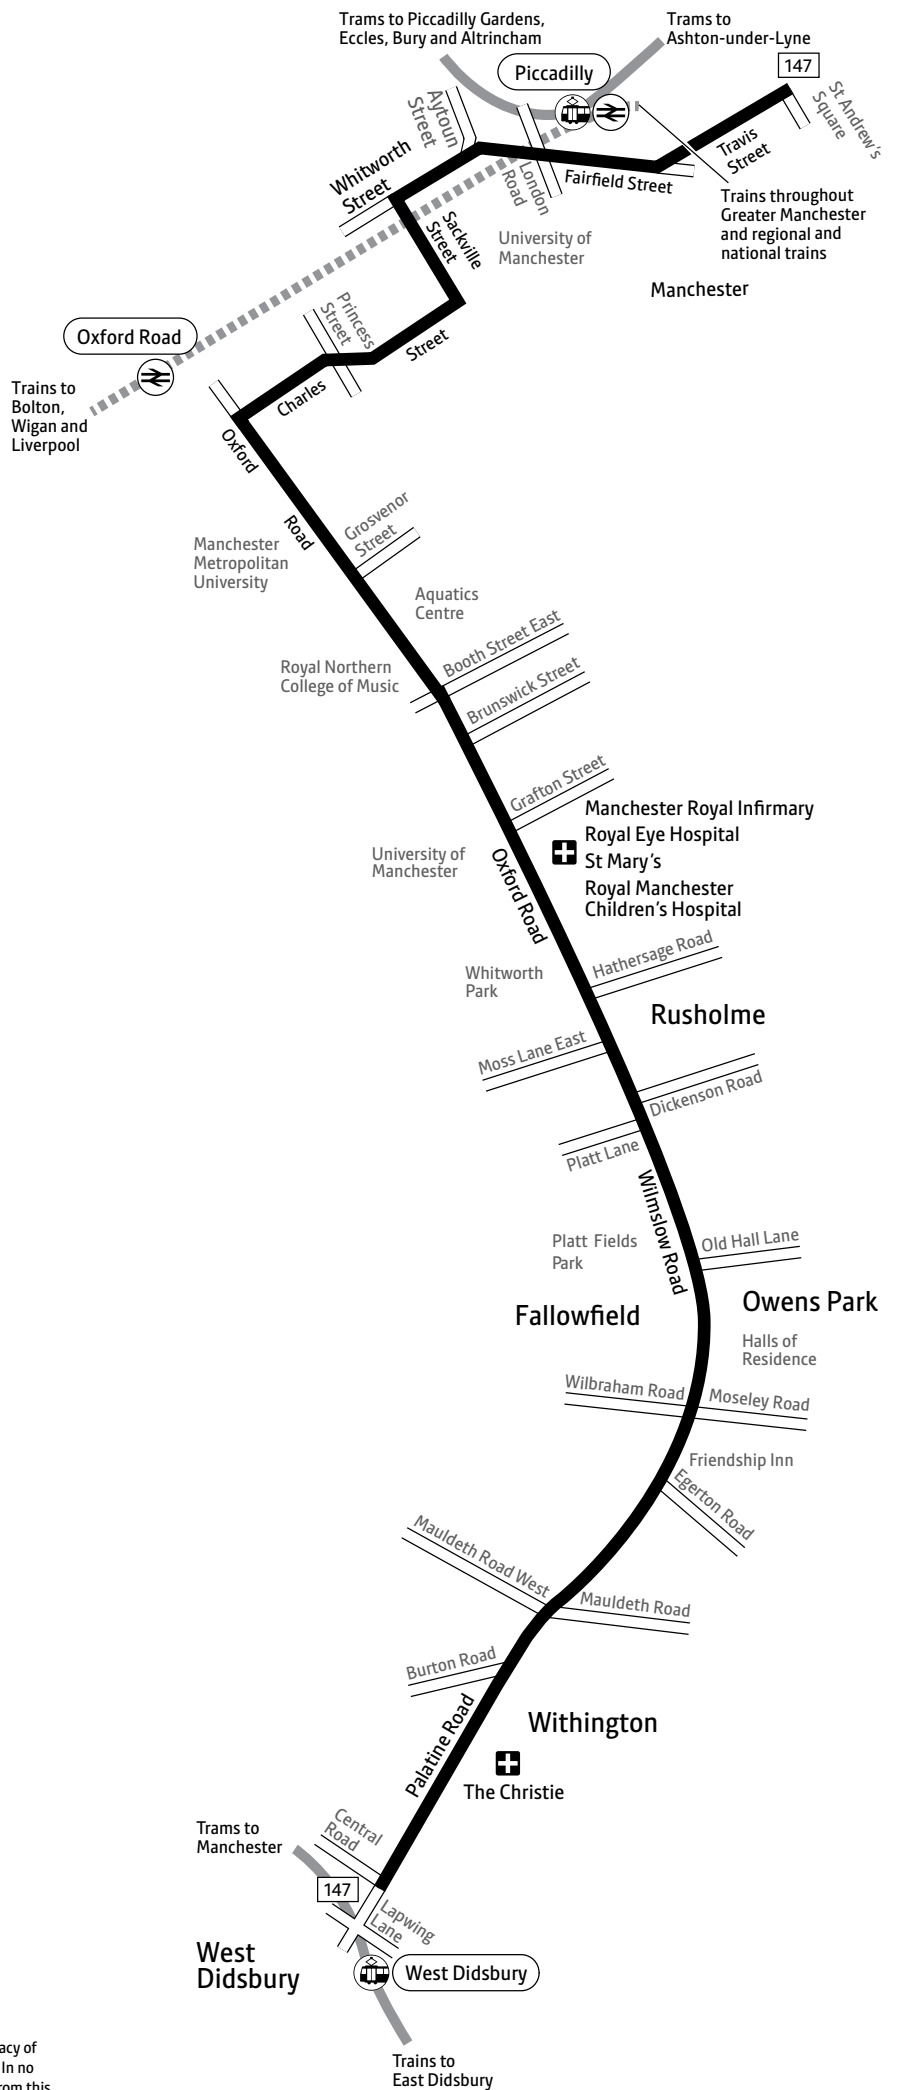 Trams to Piccadilly Gardens,
Eccles, Bury and Altrincham
Trams to
Ashton-under-Lyne
Piccadilly
147
St Andrew's
Square
Aytoun
Street
Travis
Street
Whitworth
Street
London
Road
Fairfield Street
Trains throughout
Greater Manchester
and regional and
national trains
Sackville
Street
University of
Manchester
Manchester
Princess
Street
Oxford Road
Street
Charles
Trains to
Bolton,
Wigan and
Liverpool
Oxford
Road
Grosvenor
Street
Manchester
Metropolitan
University
Aquatics
Centre
Booth Street East
Royal Northern
College of Music
Brunswick Street
Grafton Street
Manchester Royal Infirmary
Royal Eye Hospital
St Mary's
Royal Manchester
Children's Hospital
University of
Manchester
Oxford Road
Hathersage Road
Whitworth
Park
Rusholme
Moss Lane East
Dickenson Road
Platt Lane
Wilmslow Road
Platt Fields
Park
Old Hall Lane
Owens Park
Fallowfield
Halls of
Residence
Wilbraham Road
Moseley Road
Friendship Inn
Egerton Road
Mauldeth Road West
Mauldeth Road
Burton Road
Palatine Road
Withington
The Christie
Central
Road
Trams to
Manchester
147
Lapwing
Lane
West
Didsbury
West Didsbury
Trains to
East Didsbury
acy of
In no
rom this